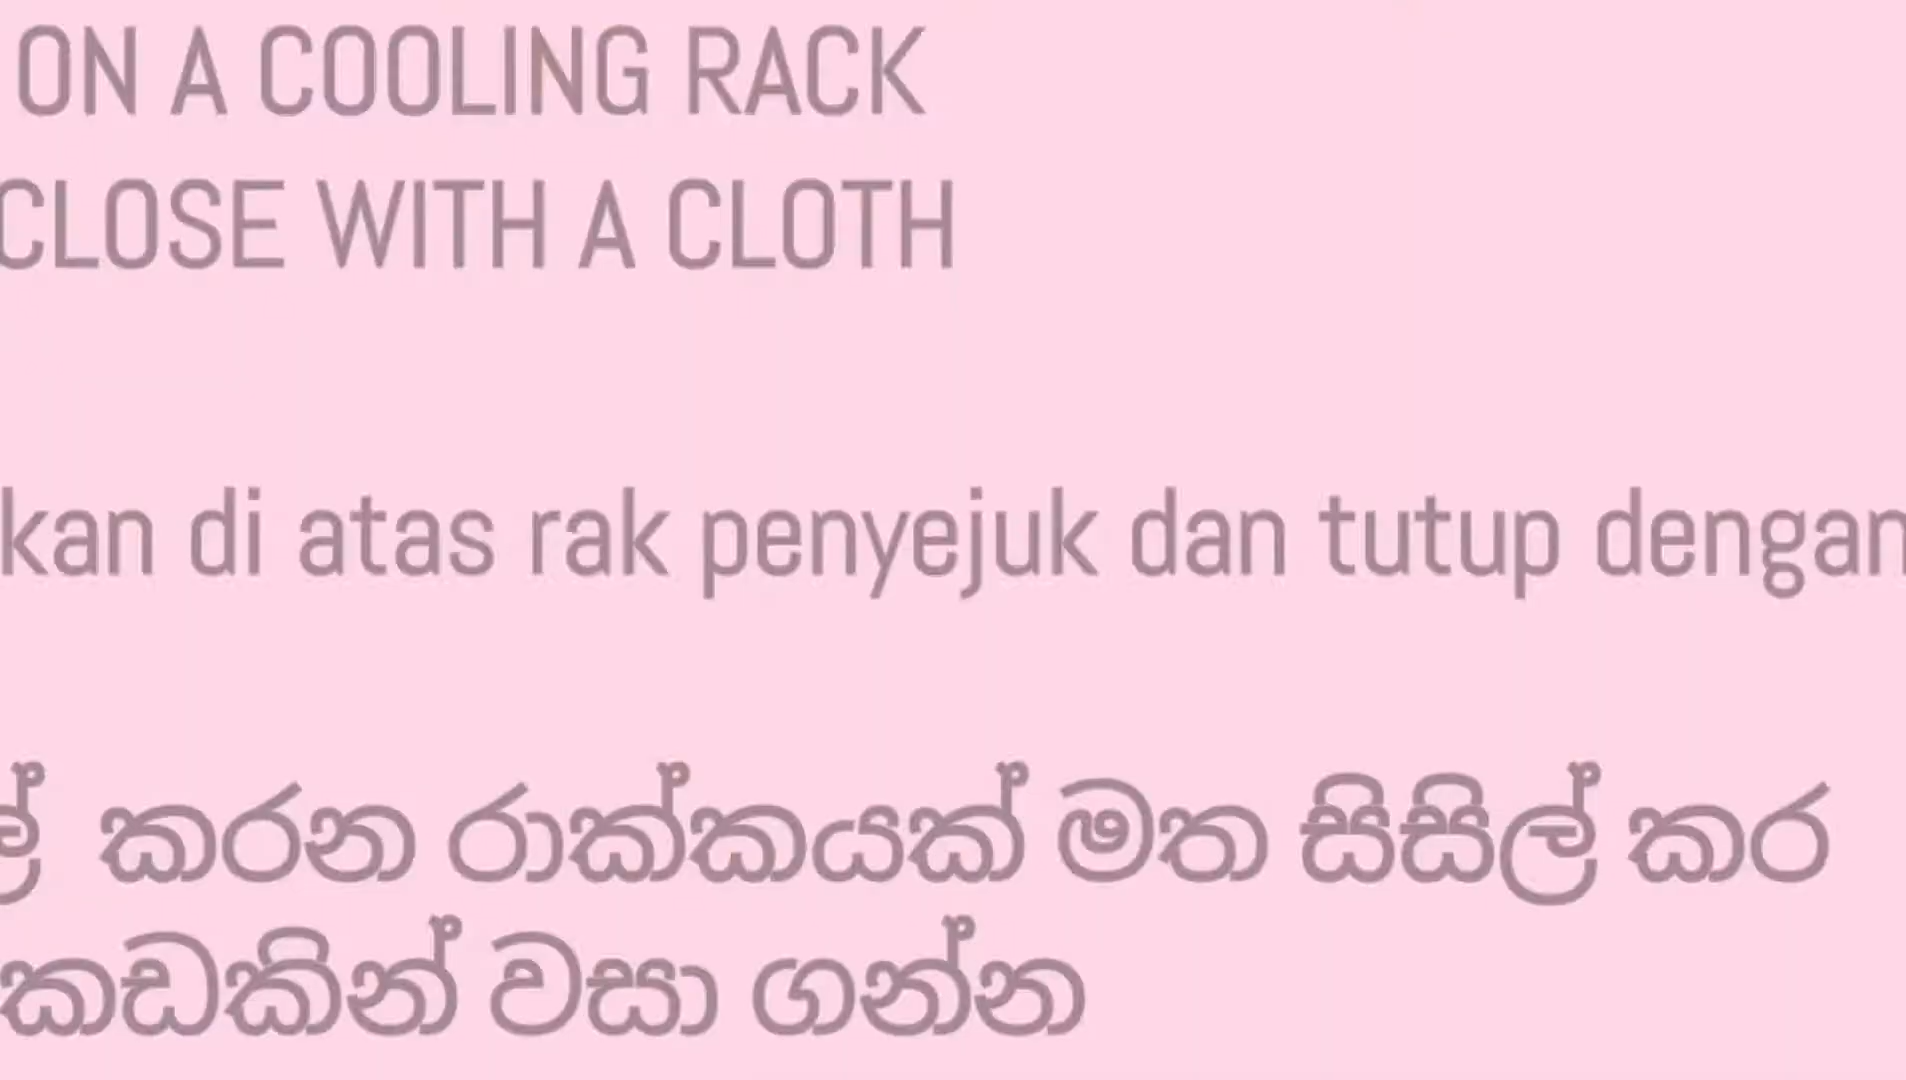 ON A COOLING RACK
CLOSE WITH A CLOTH
kan di atas rak penyejuk dan tutup dengan
කරන රාක්කයක් මත සිසිල් කර
කඩකින් වසා ගන්න